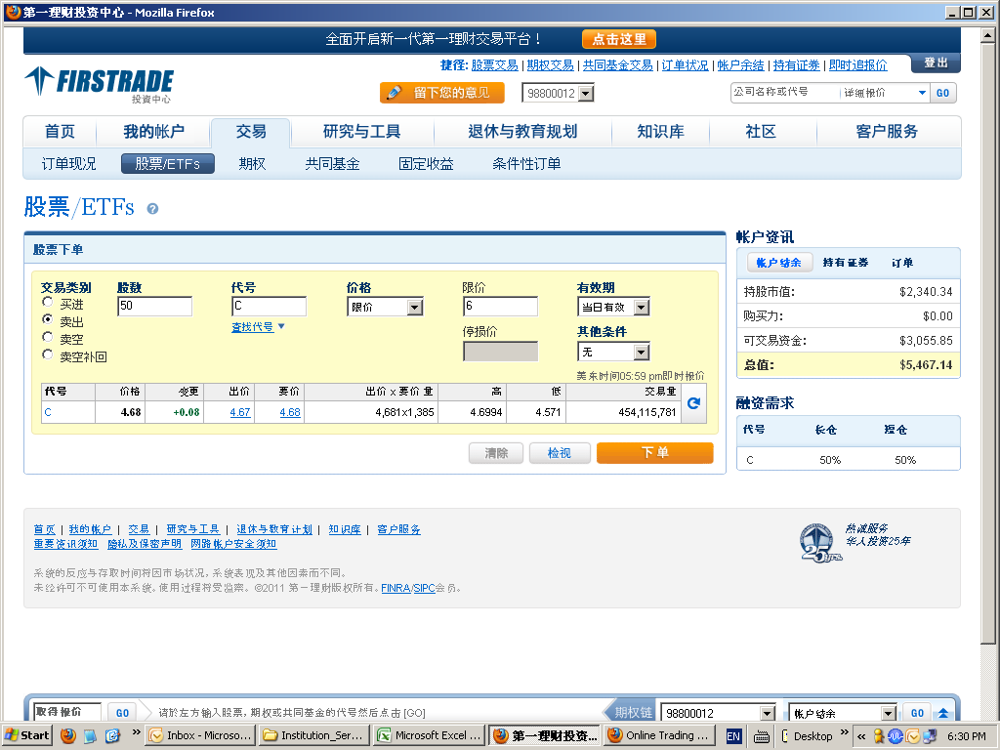 第一理财投资中心 - Mozilla Firefox
全面开启新一代第一理财交易平台！ 点击这里
捷径: 股票交易 | 期权交易 | 共同基金交易 | 订单状况 | 帐户余结 | 持有证券 | 即时追报价 登出
FIRSTRADE
投资中心
留下您的意见 98800012 公司名称或代号 详细报价 GO
首页 我的帐户 交易 研究与工具 退休与教育规划 知识库 社区 客户服务
订单现况 股票/ETFs 期权 共同基金 固定收益 条件性订单
股票/ETFs ?
股票下单
交易类别 股数 代号 价格 限价 有效期
买进 50 C 限价 6 当日有效
卖出 查找代号 停损价 其他条件
卖空 无
卖空补回
美东时间05:59 pm即时报价
代号 价格 变更 出价 要价 出价 x 要价 量 高 低 交易量
C 4.68 +0.08 4.67 4.68 4,681x1,385 4.6994 4.571 454,115,781
清除 检视 下单
帐户资讯
帐户结余 持有证券 订单
持股市值: $2,340.34
购买力: $0.00
可交易资金: $3,055.85
总值: $5,467.14
融资需求
代号 长仓 短仓
C 50% 50%
首页 | 我的帐户 | 交易 | 研究与工具 | 退休与教育计划 | 知识库 | 客户服务
重要资讯须知 隐私及保密声明 网路帐户安全须知
系统的反应与存取时间将因市场状况, 系统表现及其他因素而不同。
未经许可不可使用本系统。使用过程将受监察。 ©2011 第一理财版权所有。 FINRA/SIPC会员。
25 YRS.
热诚服务
华人投资25年
取得报价 GO 请於左方输入股票, 期权或共同基金的代号然后点击 [GO] 期权链 98800012 帐户结余 GO
Start Inbox - Microso... Institution_Ser... Microsoft Excel ... 第一理财投资... Online Trading ... EN Desktop 6:30 PM